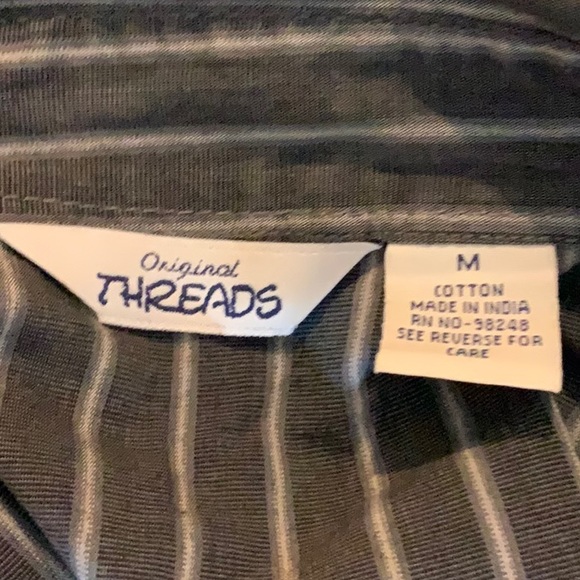 Original
THREADS
M
COTTON
MADE IN INDIA
RN NO-98248
SEE REVERSE FOR
CARE